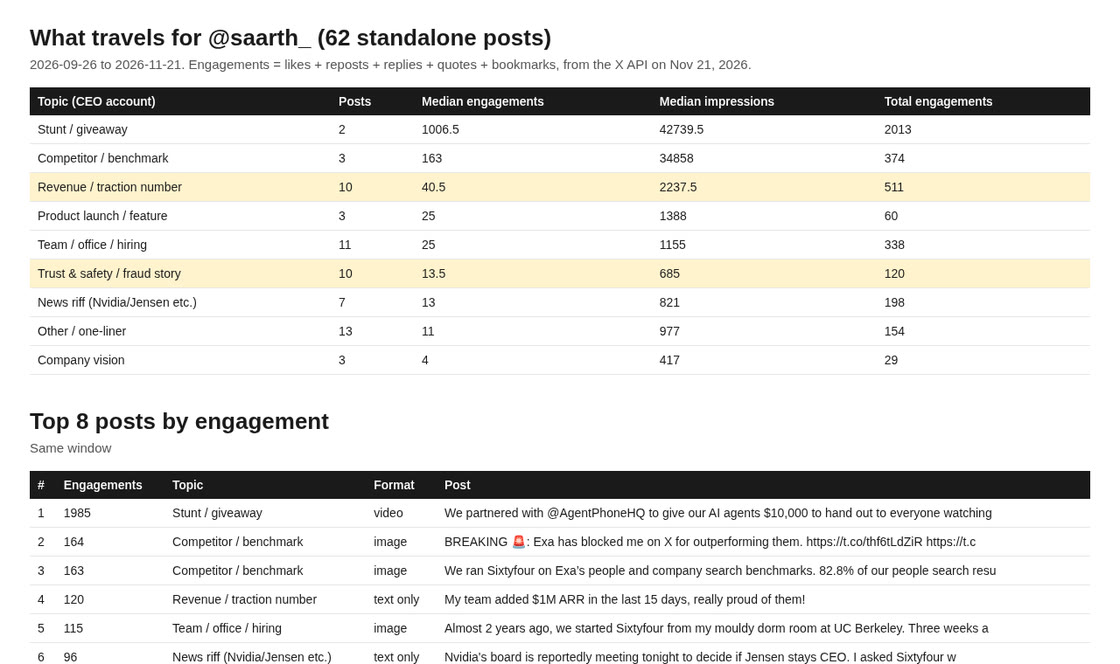 What travels for @saarth_ (62 standalone posts)
2026-09-26 to 2026-11-21. Engagements = likes + reposts + replies + quotes + bookmarks, from the X API on Nov 21, 2026.
Topic (CEO account) Posts Median engagements Median impressions Total engagements
Stunt / giveaway 2 1006.5 42739.5 2013
Competitor / benchmark 3 163 34858 374
Revenue / traction number 10 40.5 2237.5 511
Product launch / feature 3 25 1388 60
Team / office / hiring 11 25 1155 338
Trust & safety / fraud story 10 13.5 685 120
News riff (Nvidia/Jensen etc.) 7 13 821 198
Other / one-liner 13 11 977 154
Company vision 3 4 417 29
Top 8 posts by engagement
Same window
# Engagements Topic Format Post
1 1985 Stunt / giveaway video We partnered with @AgentPhoneHQ to give our AI agents $10,000 to hand out to everyone watching
2 164 Competitor / benchmark image BREAKING 🚨: Exa has blocked me on X for outperforming them. https://t.co/thf6tLdZiR https://t.c
3 163 Competitor / benchmark image We ran Sixtyfour on Exa's people and company search benchmarks. 82.8% of our people search resu
4 120 Revenue / traction number text only My team added $1M ARR in the last 15 days, really proud of them!
5 115 Team / office / hiring image Almost 2 years ago, we started Sixtyfour from my mouldy dorm room at UC Berkeley. Three weeks a
6 96 News riff (Nvidia/Jensen etc.) text only Nvidia's board is reportedly meeting tonight to decide if Jensen stays CEO. I asked Sixtyfour w